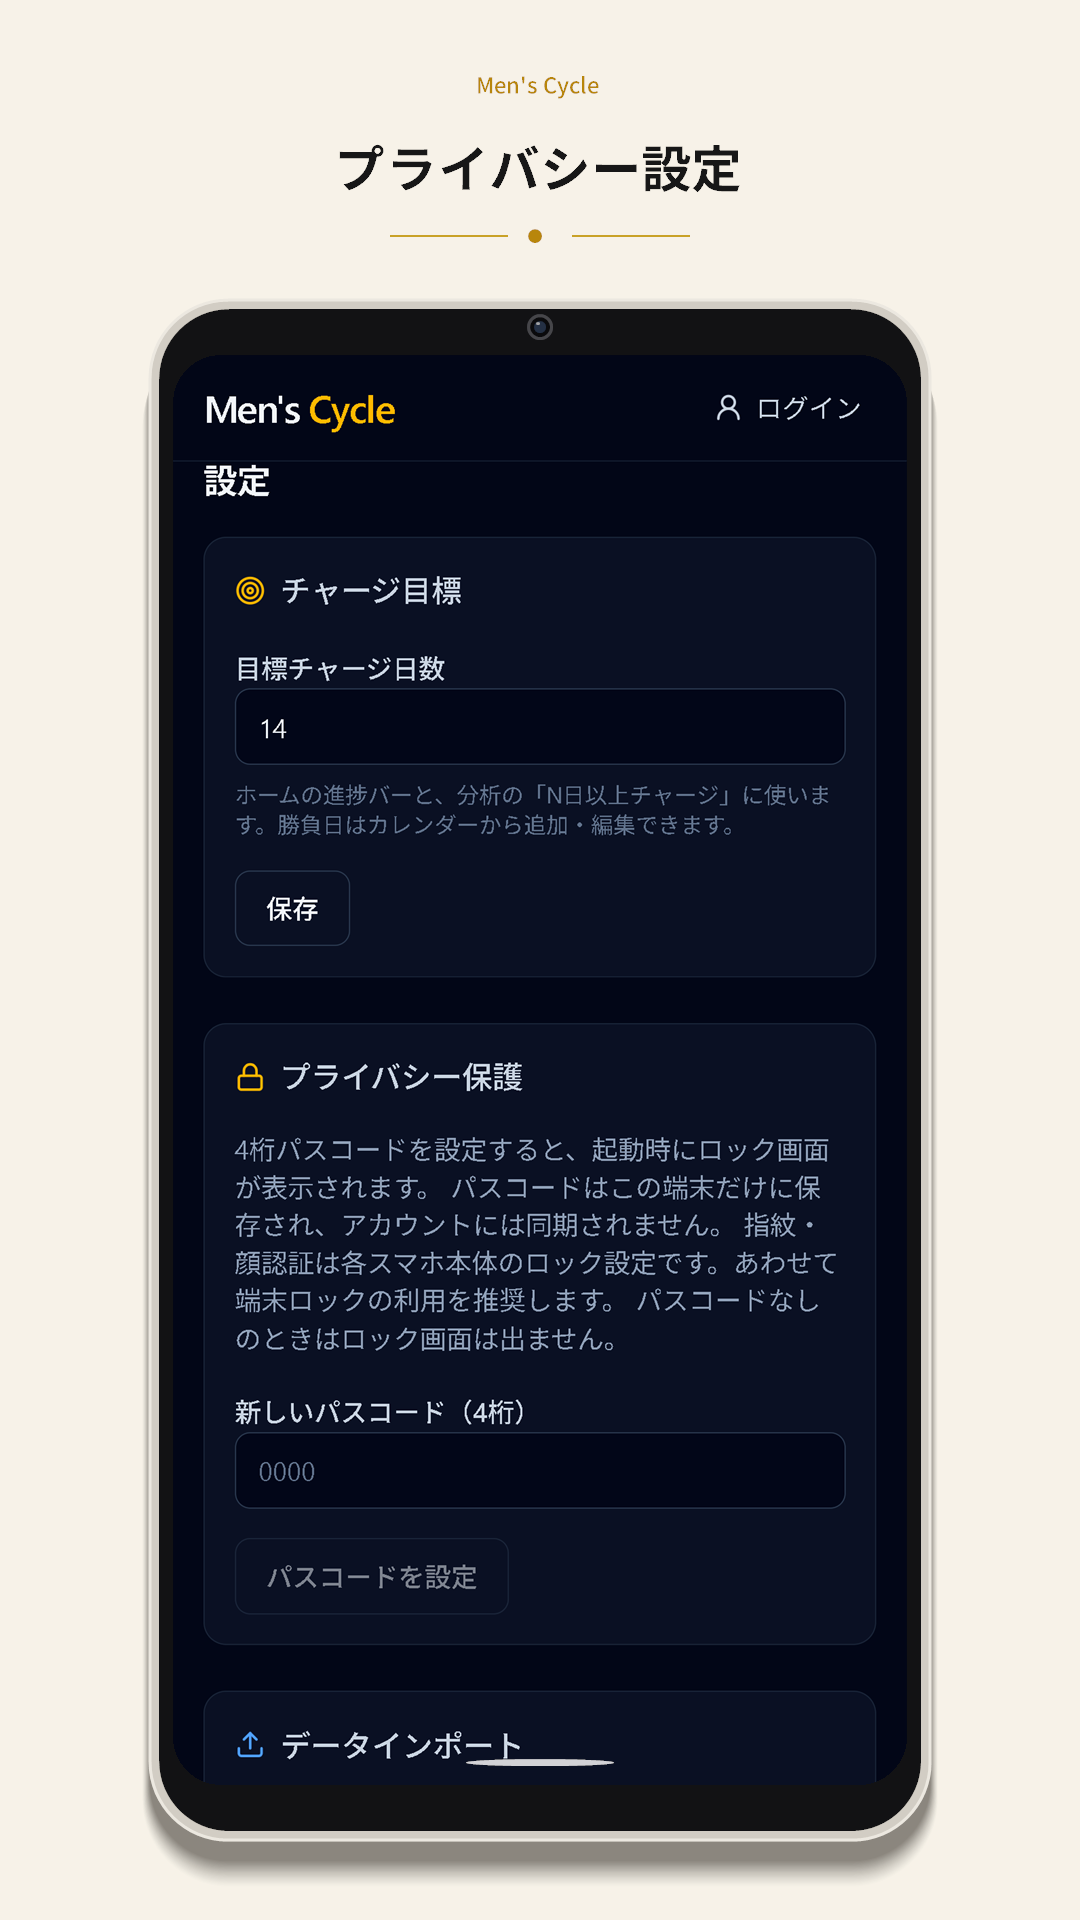 Men's Cycle
プライバシー設定
Men's Cycle
ログイン
設定
チャージ目標
目標チャージ日数
14
ホームの進捗バーと、分析の「N日以上チャージ」に使いま
す。勝負日はカレンダーから追加・編集できます。
保存
プライバシー保護
4桁パスコードを設定すると、起動時にロック画面
が表示されます。 パスコードはこの端末だけに保
存され、アカウントには同期されません。 指紋・
顔認証は各スマホ本体のロック設定です。あわせて
端末ロックの利用を推奨します。 パスコードなし
のときはロック画面は出ません。
新しいパスコード（4桁）
0000
パスコードを設定
データインポート